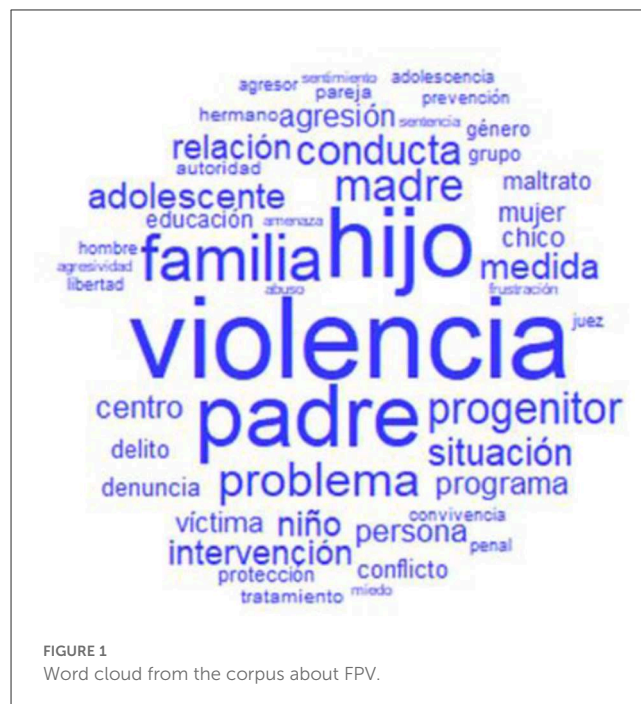 agresor sentimiento adolescencia
pareja prevención
hermano agresión sentencia género
relación conducta grupo
autoridad
adolescente madre maltrato
educación amenaza mujer
hombre familia hijo chico
agresividad medida
libertad abuso frustración
violencia juez
centro padre progenitor
delito situación
denuncia problema programa
víctima niño persona convivencia
intervención penal
protección conflicto
tratamiento miedo
FIGURE 1
Word cloud from the corpus about FPV.